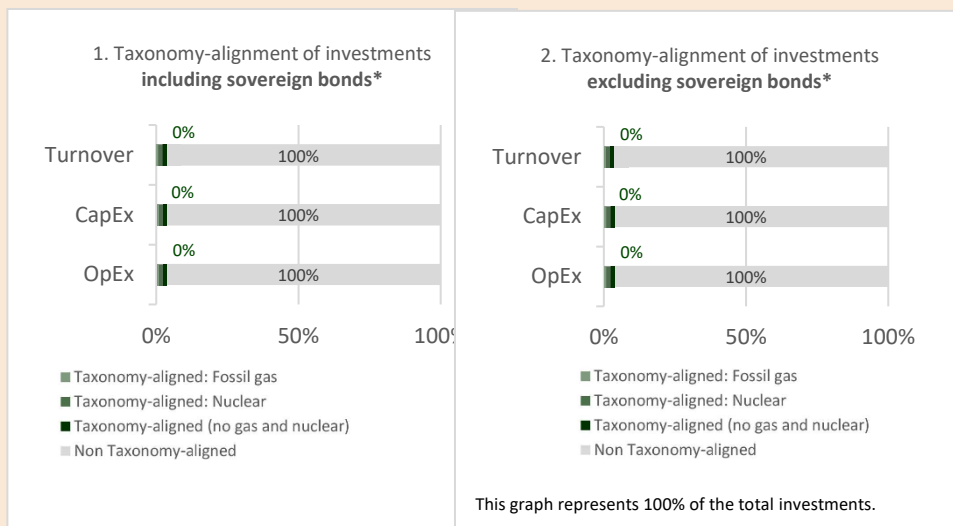 1. Taxonomy-alignment of investments
including sovereign bonds*
0%
Turnover
100%
0%
CapEx
100%
0%
OpEx
100%
0%
50%
100%
Taxonomy-aligned: Fossil gas
Taxonomy-aligned: Nuclear
Taxonomy-aligned (no gas and nuclear)
Non Taxonomy-aligned
2. Taxonomy-alignment of investments
excluding sovereign bonds*
0%
Turnover
100%
0%
CapEx
100%
0%
OpEx
100%
0%
50%
100%
Taxonomy-aligned: Fossil gas
Taxonomy-aligned: Nuclear
Taxonomy-aligned (no gas and nuclear)
Non Taxonomy-aligned
This graph represents 100% of the total investments.